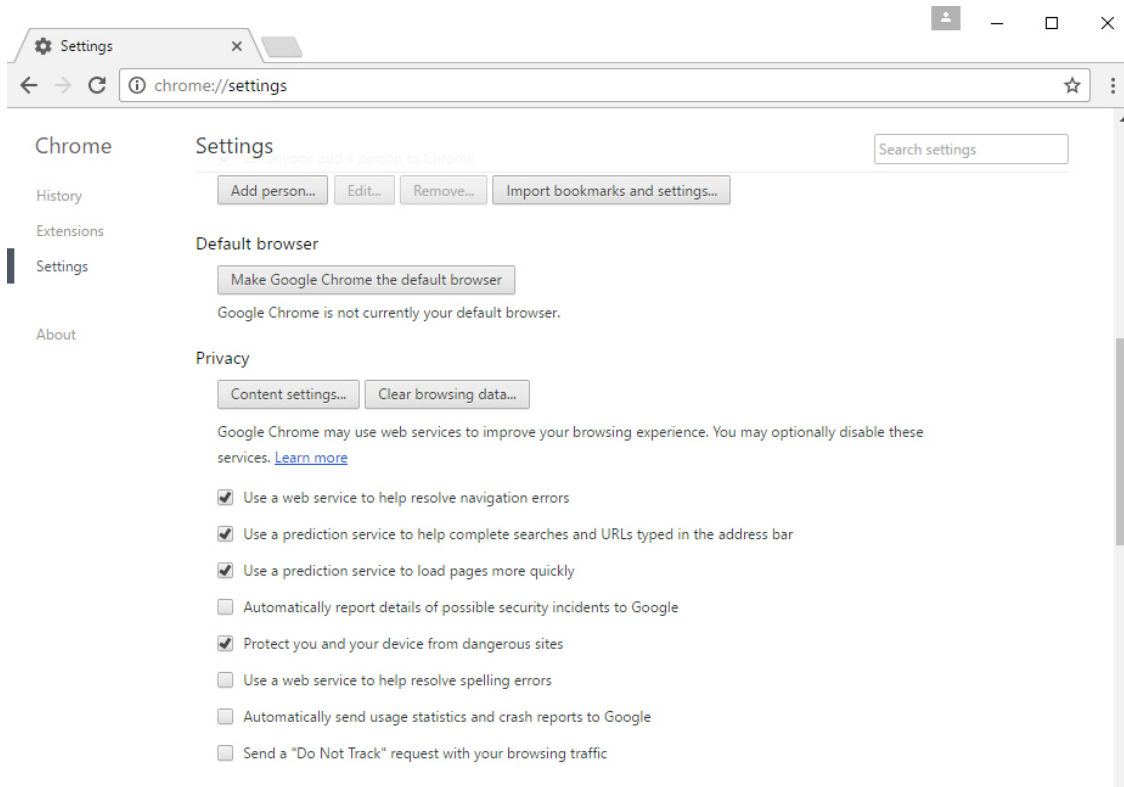 Settings
chrome://settings
Chrome
Settings
Search settings
anyone add a person to Chrome
History
Extensions
Settings
About
Add person...
Edit...
Remove...
Import bookmarks and settings...
Default browser
Make Google Chrome the default browser
Google Chrome is not currently your default browser.
Privacy
Content settings...
Clear browsing data...
Google Chrome may use web services to improve your browsing experience. You may optionally disable these
services. Learn more
Use a web service to help resolve navigation errors
Use a prediction service to help complete searches and URLs typed in the address bar
Use a prediction service to load pages more quickly
Automatically report details of possible security incidents to Google
Protect you and your device from dangerous sites
Use a web service to help resolve spelling errors
Automatically send usage statistics and crash reports to Google
Send a "Do Not Track" request with your browsing traffic